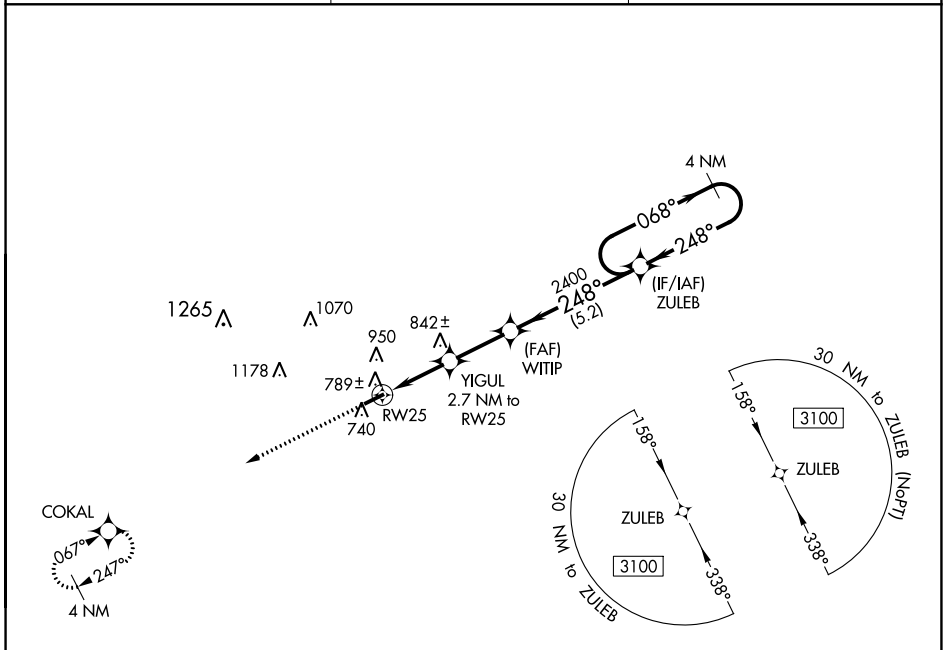 4 NM
068°
248°
(IF/IAF)
ZULEB
2400
248°
(5.2)
(FAF)
WITIP
1265
1070
950
842±
1178
789±
YIGUL
2.7 NM to
RW25
RW25
740
30 NM to ZULEB (NoPT)
158°
3100
ZULEB
338°
158°
ZULEB
30 NM to ZULEB
3100
338°
COKAL
067°
247°
4 NM